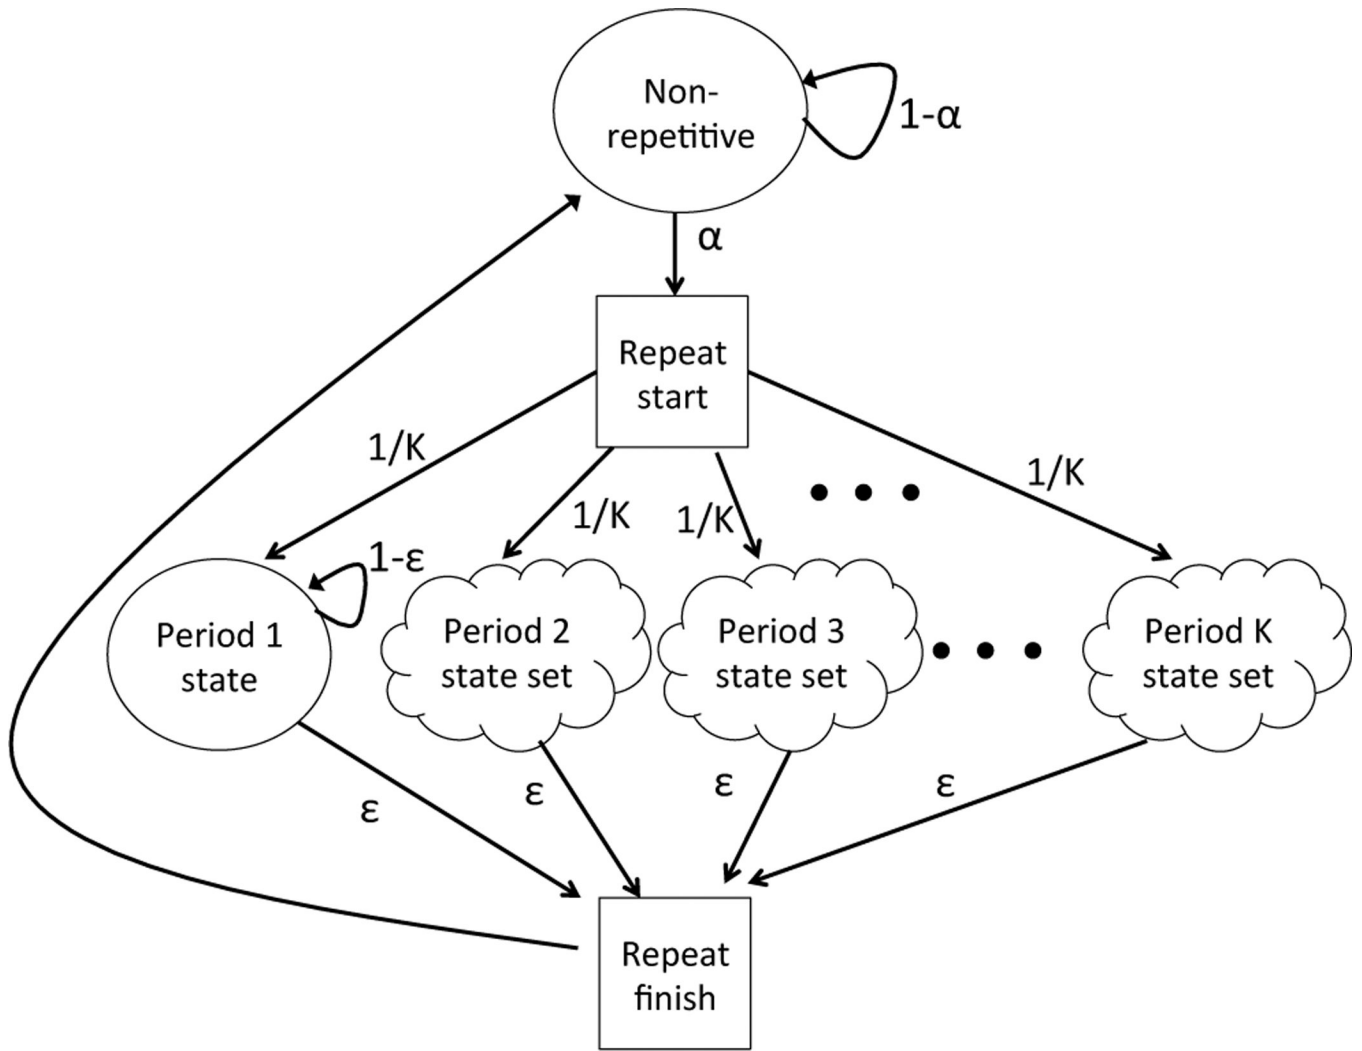 Non-
repetitive
1-α
α
Repeat
start
1/K
1/K
1/K
1/K
1-ε
Period 1
state
Period 2
state set
Period 3
state set
Period K
state set
ε
ε
ε
ε
Repeat
finish